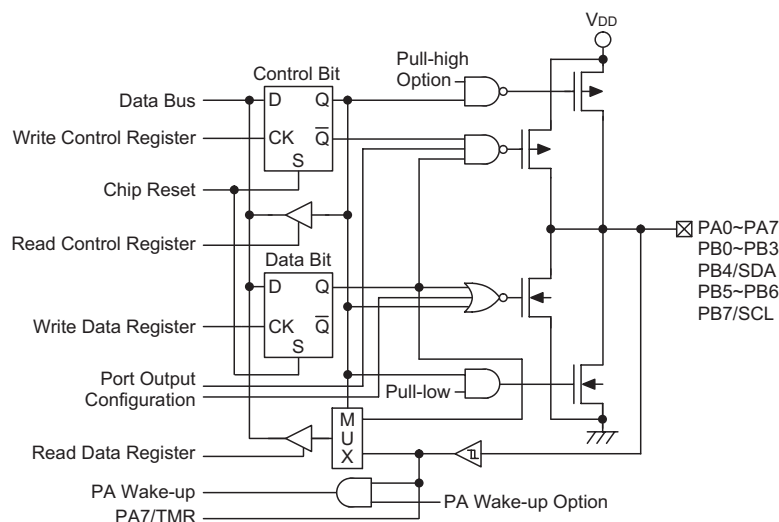 VDD
Pull-high
Option
Control Bit
Data Bus
D Q
Write Control Register
CK Q
S
Chip Reset
Read Control Register
Data Bit
D Q
Write Data Register
CK Q
S
Port Output
Configuration
Pull-low
M
U
X
Read Data Register
PA Wake-up
PA Wake-up Option
PA7/TMR
PA0~PA7
PB0~PB3
PB4/SDA
PB5~PB6
PB7/SCL